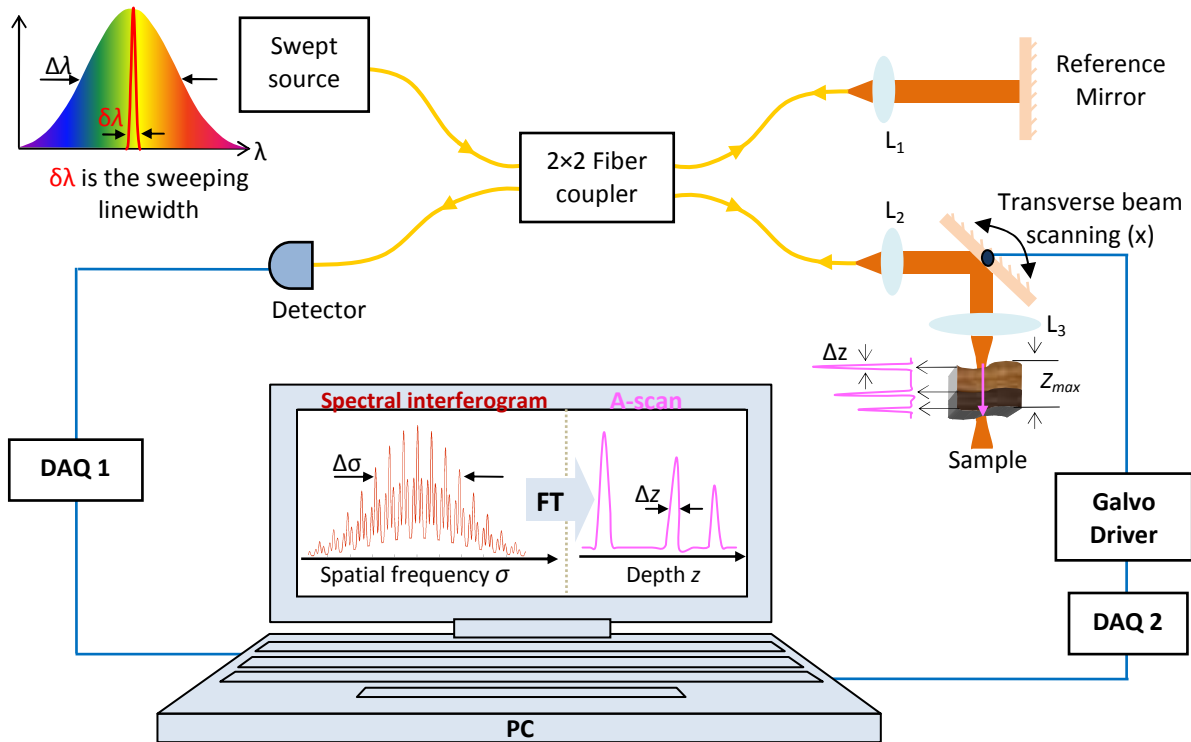 Δλ
δλ
λ
δλ is the sweeping
linewidth
Swept
source
2×2 Fiber
coupler
L1
Reference
Mirror
L2
Transverse beam
scanning (x)
Detector
L3
Δz
Zmax
Sample
DAQ 1
Spectral interferogram
Δσ
Spatial frequency σ
FT
A-scan
Δz
Depth z
Galvo
Driver
DAQ 2
PC